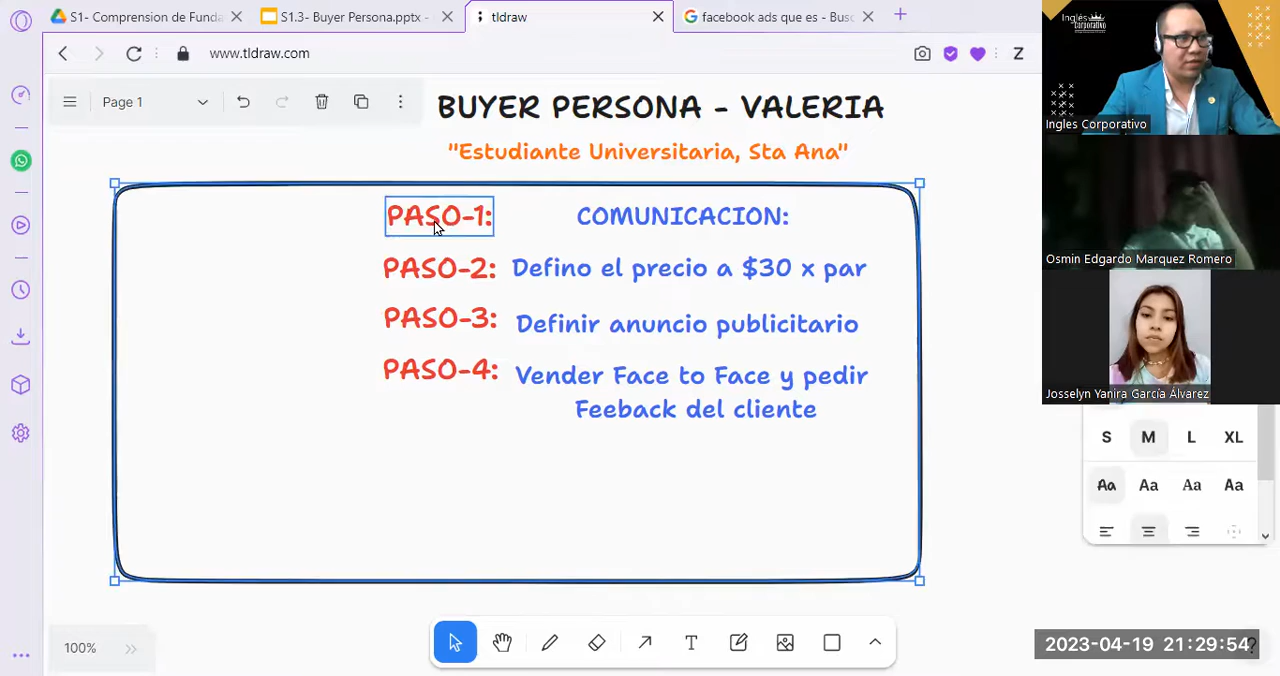 S1- Comprension de Funda
S1.3- Buyer Persona.pptx -
tldraw
facebook ads que es - Busc
www.tldraw.com
Z
Page 1
BUYER PERSONA - VALERIA
"Estudiante Universitaria, Sta Ana"
PASO-1: COMUNICACION:
PASO-2: Defino el precio a $30 x par
PASO-3: Definir anuncio publicitario
PASO-4: Vender Face to Face y pedir
Feeback del cliente
100%
Inglés
Corporativo
Ingles Corporativo
Osmin Edgardo Marquez Romero
Josselyn Yanira García Álvarez
S M L XL
Aa Aa Aa Aa
2023-04-19 21:29:54